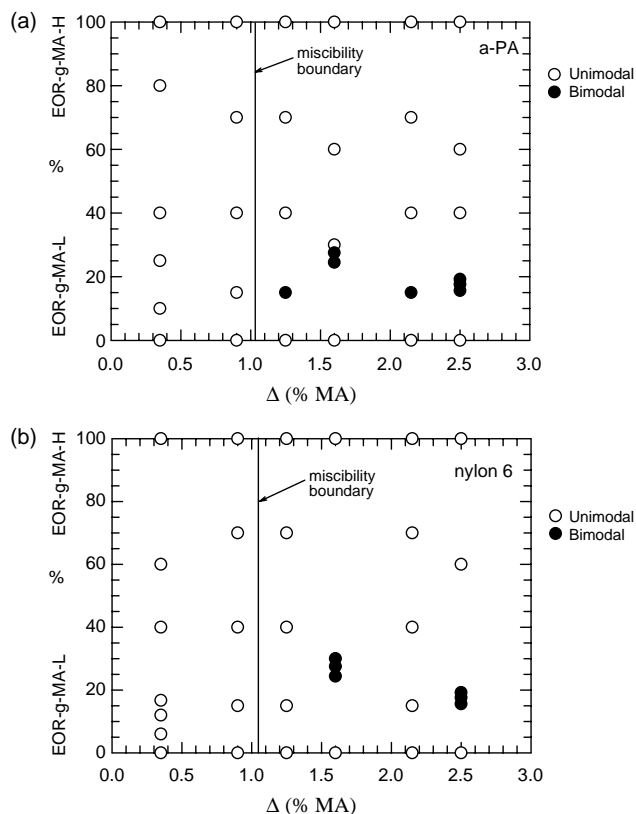 (a)
EOR-g-MA-H
%
EOR-g-MA-L
100
80
60
40
20
0
miscibility
boundary
a-PA
Unimodal
Bimodal
0.0 0.5 1.0 1.5 2.0 2.5 3.0
Δ (% MA)
(b)
EOR-g-MA-H
%
EOR-g-MA-L
100
80
60
40
20
0
miscibility
boundary
nylon 6
Unimodal
Bimodal
0.0 0.5 1.0 1.5 2.0 2.5 3.0
Δ (% MA)